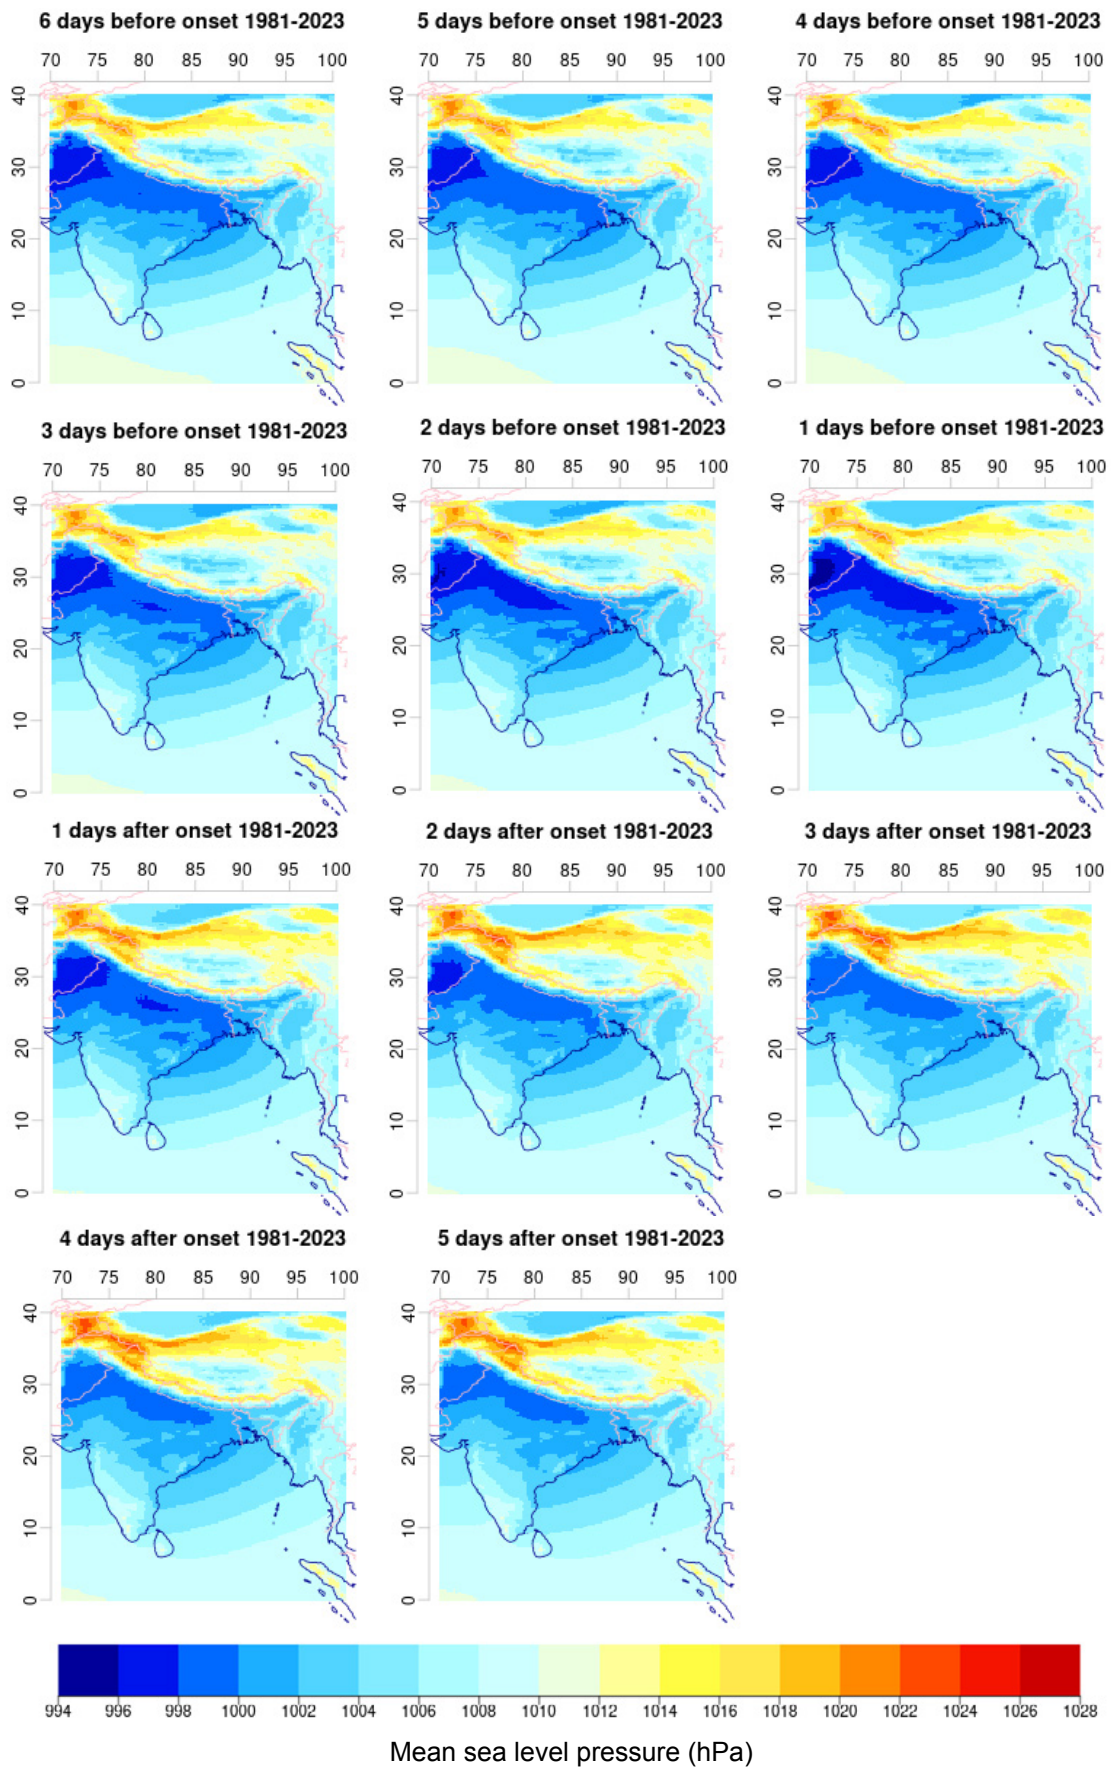 6 days before onset 1981-2023 5 days before onset 1981-2023 4 days before onset 1981-2023
70 75 80 85 90 95 100 70 75 80 85 90 95 100 70 75 80 85 90 95 100
40 40 40
30 30 30
20 20 20
10 10 10
0 0 0
3 days before onset 1981-2023 2 days before onset 1981-2023 1 days before onset 1981-2023
70 75 80 85 90 95 100 70 75 80 85 90 95 100 70 75 80 85 90 95 100
40 40 40
30 30 30
20 20 20
10 10 10
0 0 0
1 days after onset 1981-2023 2 days after onset 1981-2023 3 days after onset 1981-2023
70 75 80 85 90 95 100 70 75 80 85 90 95 100 70 75 80 85 90 95 100
40 40 40
30 30 30
20 20 20
10 10 10
0 0 0
4 days after onset 1981-2023 5 days after onset 1981-2023
70 75 80 85 90 95 100 70 75 80 85 90 95 100
40 40
30 30
20 20
10 10
0 0
994 996 998 1000 1002 1004 1006 1008 1010 1012 1014 1016 1018 1020 1022 1024 1026 1028
Mean sea level pressure (hPa)